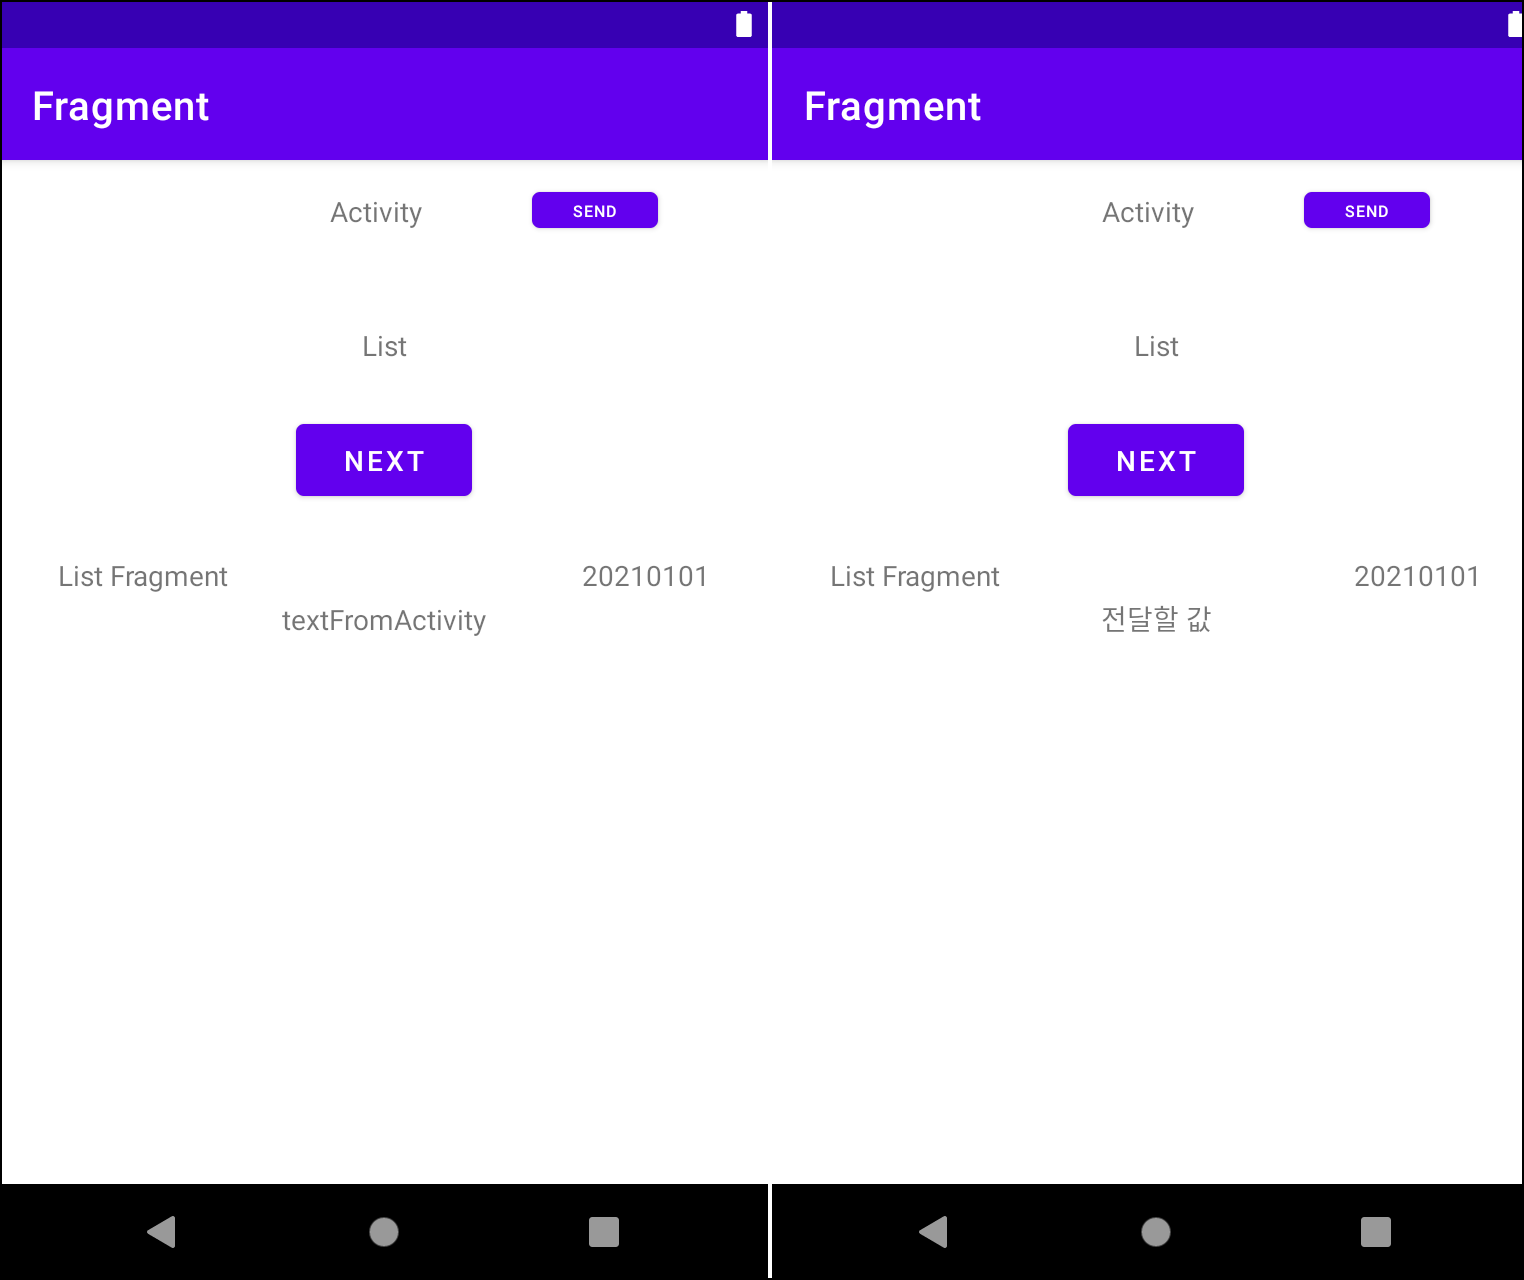 Fragment
Activity
SEND
List
NEXT
List Fragment
20210101
textFromActivity
Fragment
Activity
SEND
List
NEXT
List Fragment
20210101
전달할 값